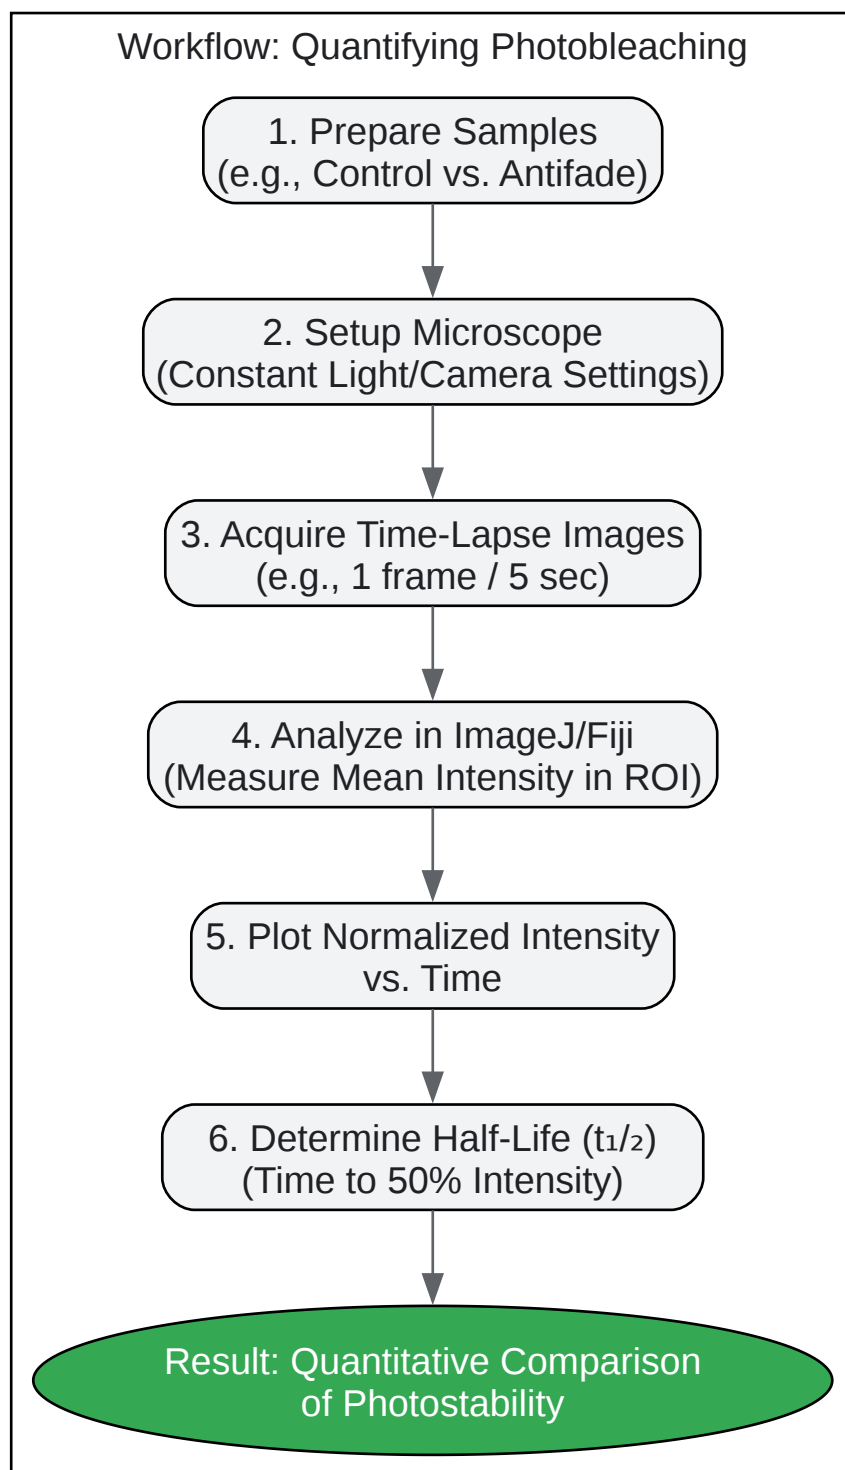 Workflow: Quantifying Photobleaching
1. Prepare Samples
(e.g., Control vs. Antifade)
2. Setup Microscope
(Constant Light/Camera Settings)
3. Acquire Time-Lapse Images
(e.g., 1 frame / 5 sec)
4. Analyze in ImageJ/Fiji
(Measure Mean Intensity in ROI)
5. Plot Normalized Intensity
vs. Time
6. Determine Half-Life (t₁/₂)
(Time to 50% Intensity)
Result: Quantitative Comparison
of Photostability